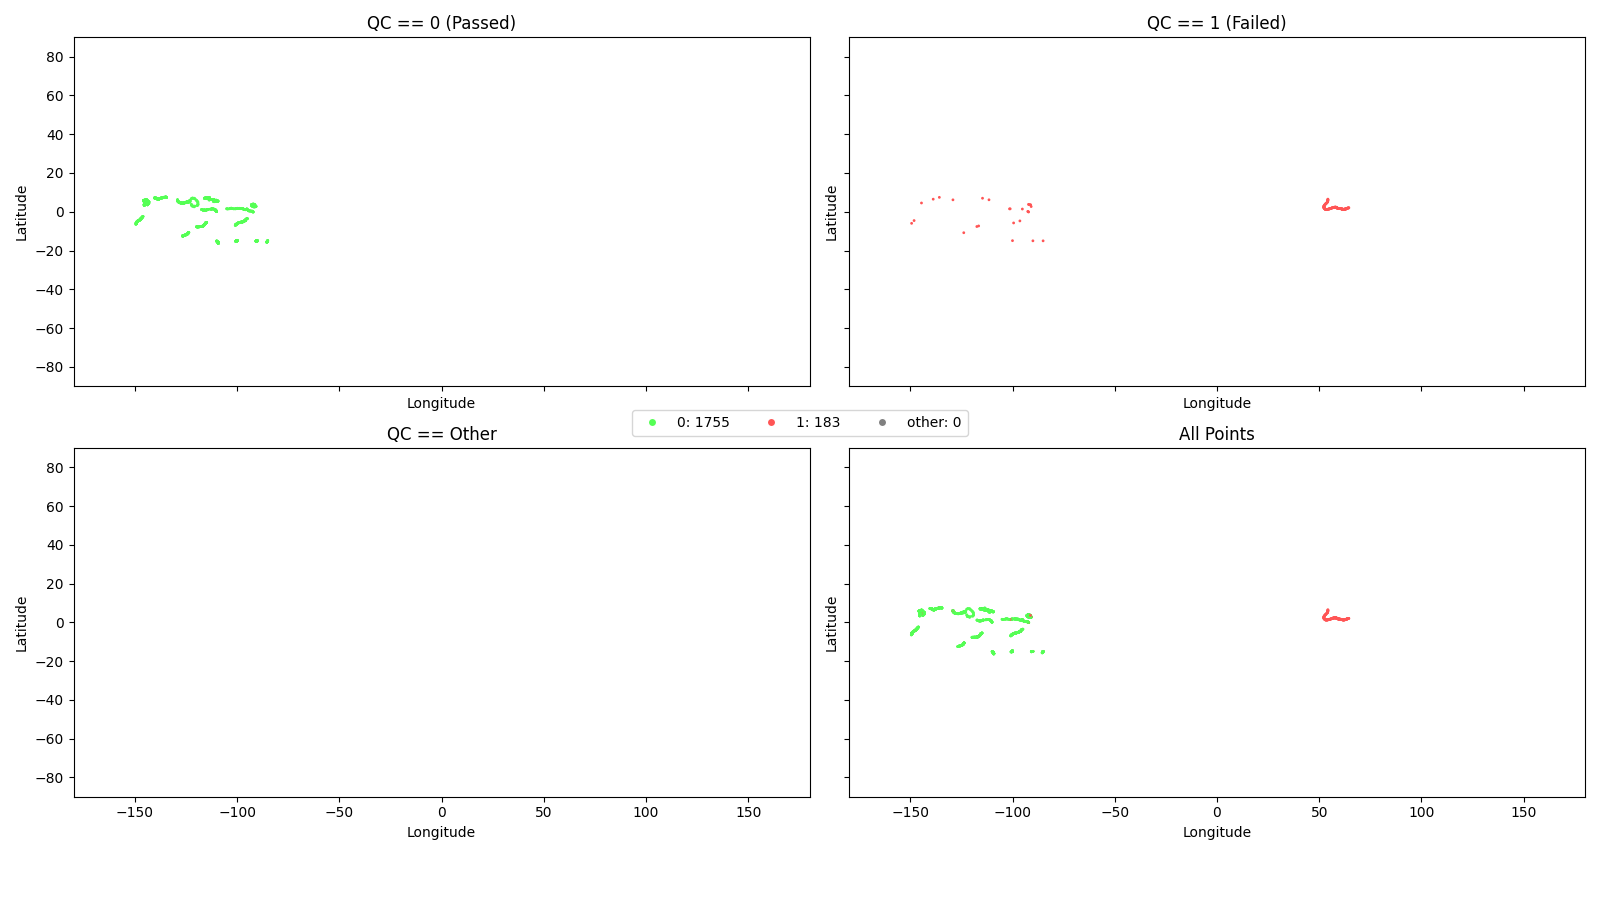 QC == 0 (Passed)
QC == 1 (Failed)
80
60
40
20
0
−20
−40
−60
−80
Latitude
Latitude
Longitude
Longitude
0: 1755
1: 183
other: 0
QC == Other
All Points
80
60
40
20
0
−20
−40
−60
−80
Latitude
Latitude
−150
−100
−50
0
50
100
150
−150
−100
−50
0
50
100
150
Longitude
Longitude